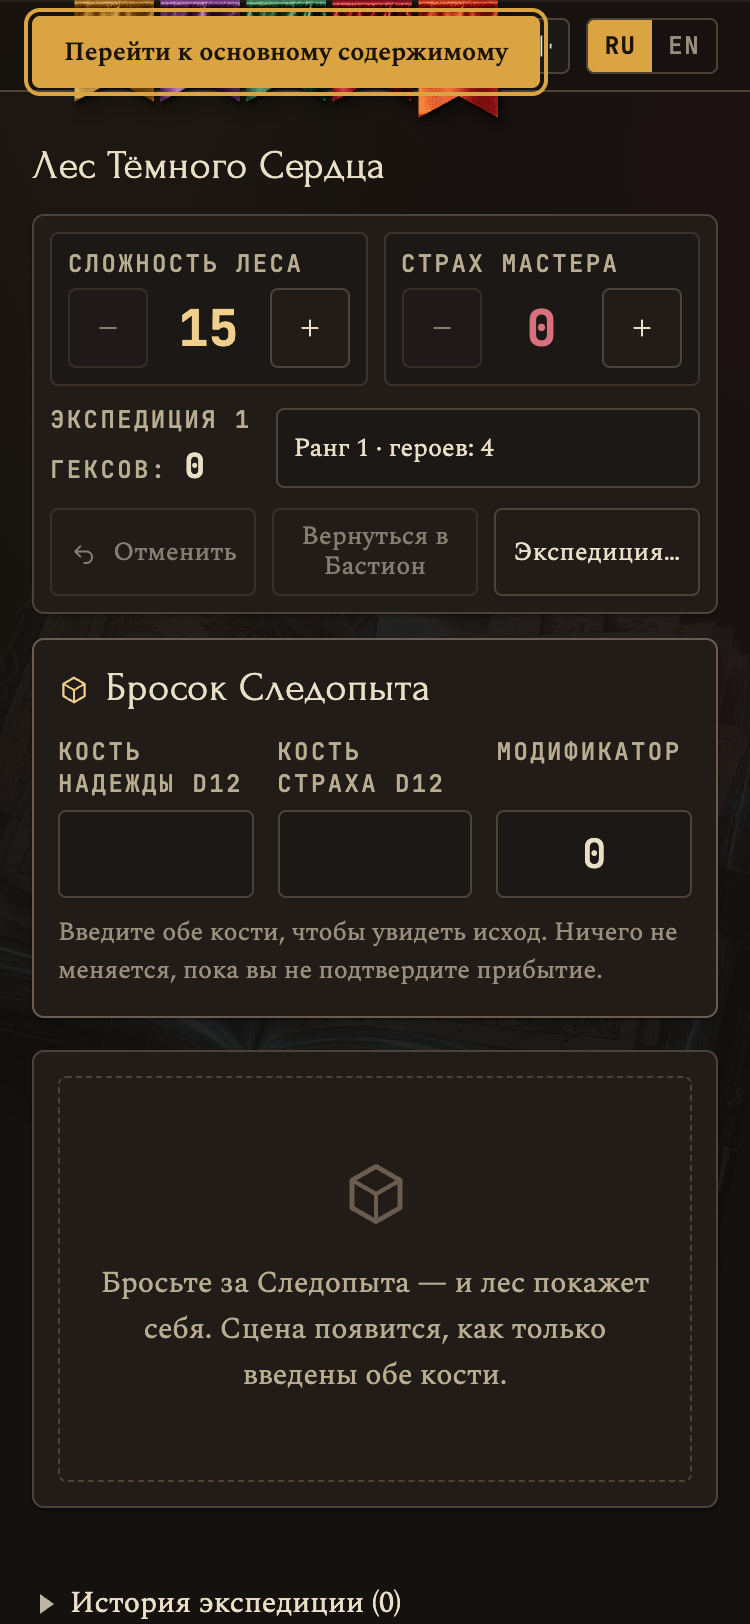 Перейти к основному содержимому
RU EN
Лес Тёмного Сердца
СЛОЖНОСТЬ ЛЕСА
− 15 +
СТРАХ МАСТЕРА
− 0 +
ЭКСПЕДИЦИЯ 1
ГЕКСОВ: 0
Ранг 1 · героев: 4
Отменить
Вернуться в
Бастион
Экспедиция…
Бросок Следопыта
КОСТЬ
НАДЕЖДЫ D12
КОСТЬ
СТРАХА D12
МОДИФИКАТОР
0
Введите обе кости, чтобы увидеть исход. Ничего не
меняется, пока вы не подтвердите прибытие.
Бросьте за Следопыта — и лес покажет
себя. Сцена появится, как только
введены обе кости.
История экспедиции (0)